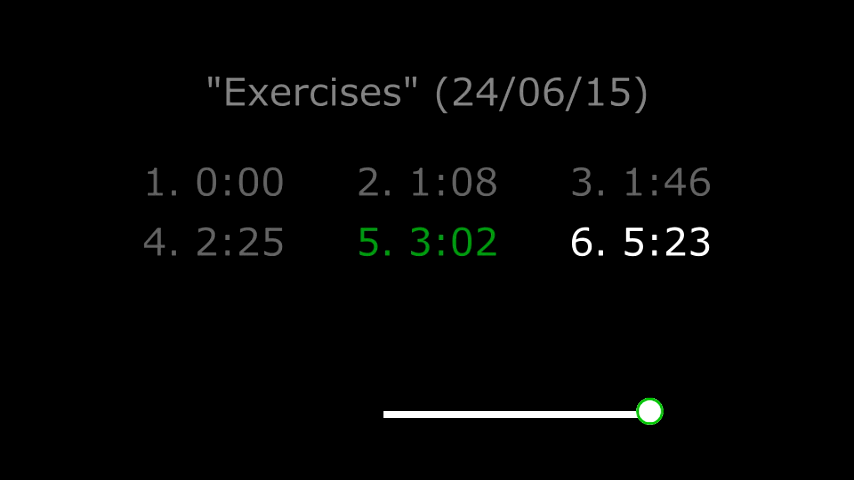 "Exercises" (24/06/15)
1. 0:00 2. 1:08 3. 1:46
4. 2:25 5. 3:02 6. 5:23